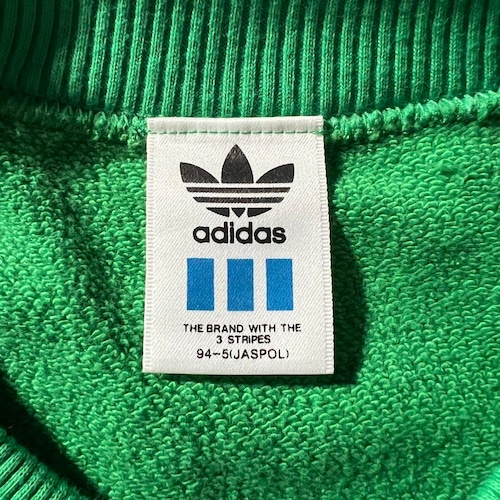 adidas
THE BRAND WITH THE
3 STRIPES
94-5(JASPOL)